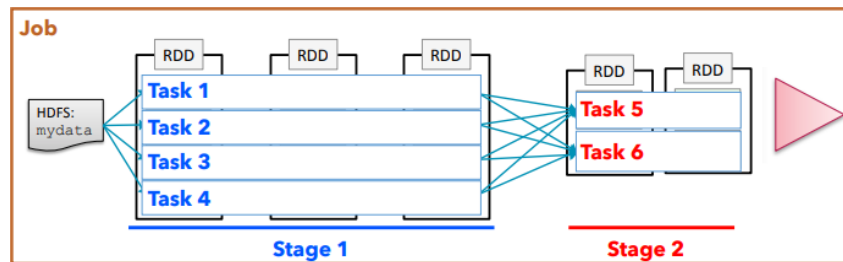 Job
RDD
RDD
RDD
RDD
RDD
HDFS:
mydata
Task 1
Task 2
Task 3
Task 4
Task 5
Task 6
Stage 1
Stage 2